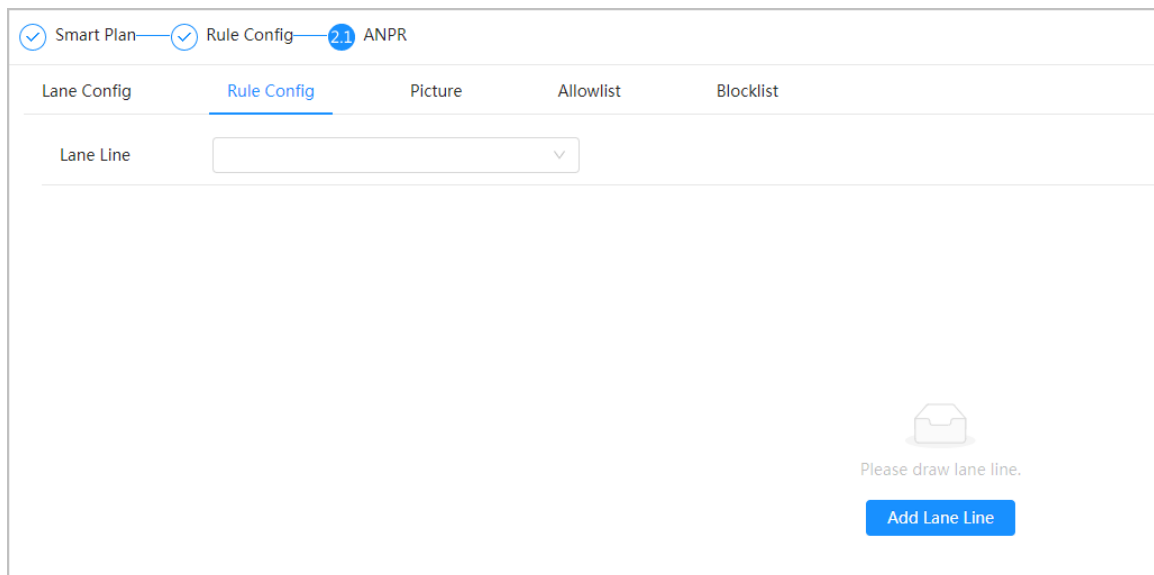 Smart Plan Rule Config 2.1 ANPR
Lane Config Rule Config Picture Allowlist Blocklist
Lane Line
Please draw lane line.
Add Lane Line